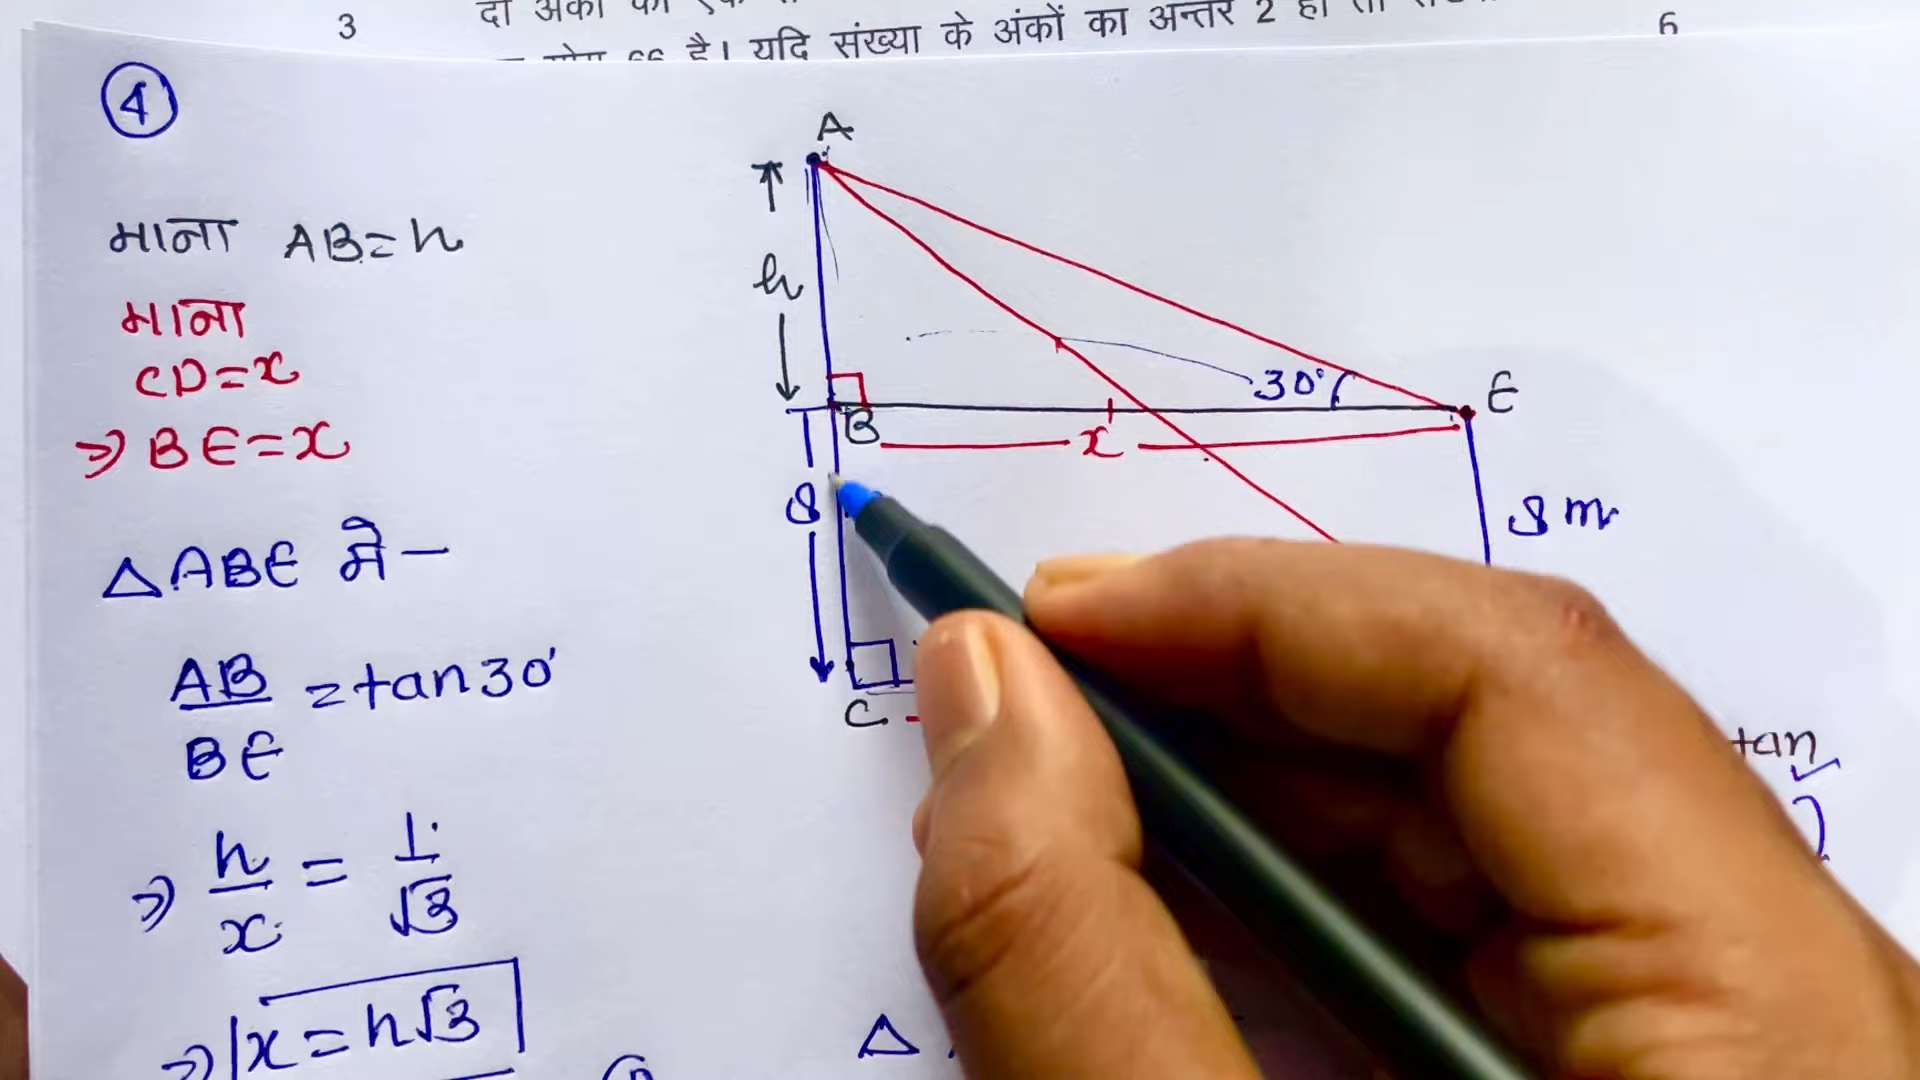 3
है। यदि संख्या के अंकों का अन्तर 2 हो
6
4
माना AB=h
माना
CD=x
⇒ BE=x
△ABE मे —
AB/BE = tan30°
⇒ h/x = 1/√3
⇒ x=h√3
A
h
30°
E
B
x
8
8 m
C
tan
△